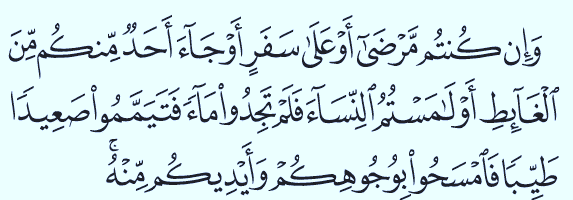 وَإِن كُنتُم مَّرْضَىٰٓ أَوْ عَلَىٰ سَفَرٍ أَوْ جَآءَ أَحَدٌ مِّنكُم مِّنَ
ٱلْغَآئِطِ أَوْ لَـٰمَسْتُمُ ٱلنِّسَآءَ فَلَمْ تَجِدُوا۟ مَآءً فَتَيَمَّمُوا۟ صَعِيدًا
طَيِّبًا فَٱمْسَحُوا۟ بِوُجُوهِكُمْ وَأَيْدِيكُم مِّنْهُ ۚ